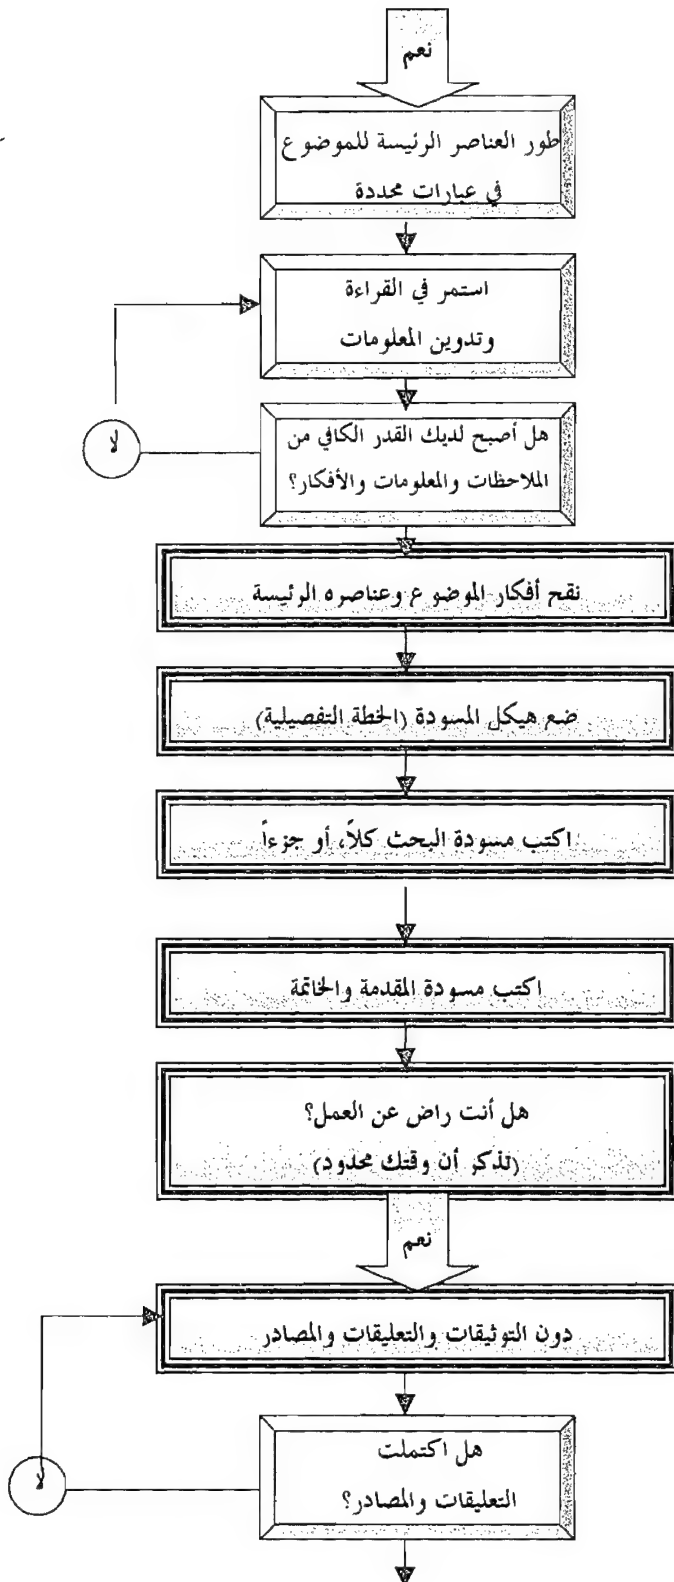 نعم
طور العناصر الرئيسة للموضوع
في عبارات محددة
استمر في القراءة
وتدوين المعلومات
لا
هل أصبح لديك القدر الكافي من
الملاحظات والمعلومات والأفكار؟
نقح أفكار الموضوع وعناصره الرئيسة
ضع هيكل المسودة (الخطة التفصيلية)
اكتب مسودة البحث كلاً، أو جزءاً
اكتب مسودة المقدمة والخاتمة
هل أنت راض عن العمل؟
(تذكر أن وقتك محدود)
نعم
دون التوثيقات والتعليقات والمصادر
هل اكتملت
التعليقات والمصادر؟
لا